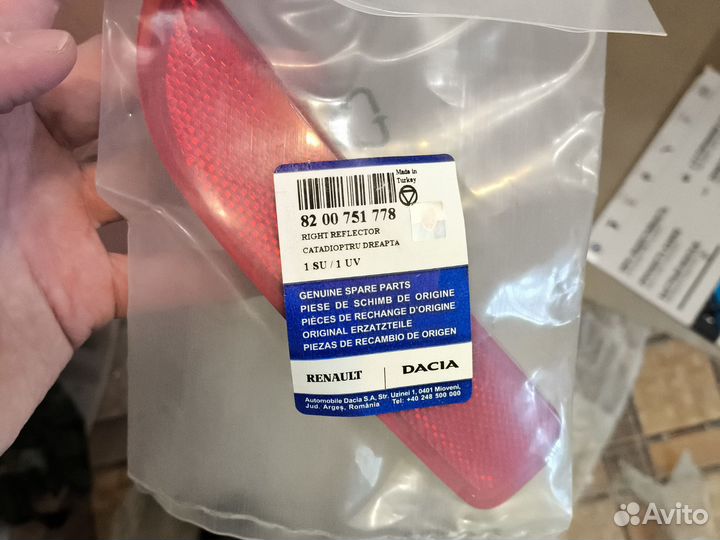 Made in
Turkey
82 00 751 778
RIGHT REFLECTOR
CATADIOPTRU DREAPTA
1 SU / 1 UV
GENUINE SPARE PARTS
PIESE DE SCHIMB DE ORIGINE
PIÈCES DE RECHANGE D'ORIGINE
ORIGINAL ERSATZTEILE
PIEZAS DE RECAMBIO DE ORIGEN
RENAULT
DACIA
Automobile Dacia S.A. Str. Uzinei 1, 0401 Mioveni,
Jud. Argeş, România Tel: +40 248 500 000
Avito